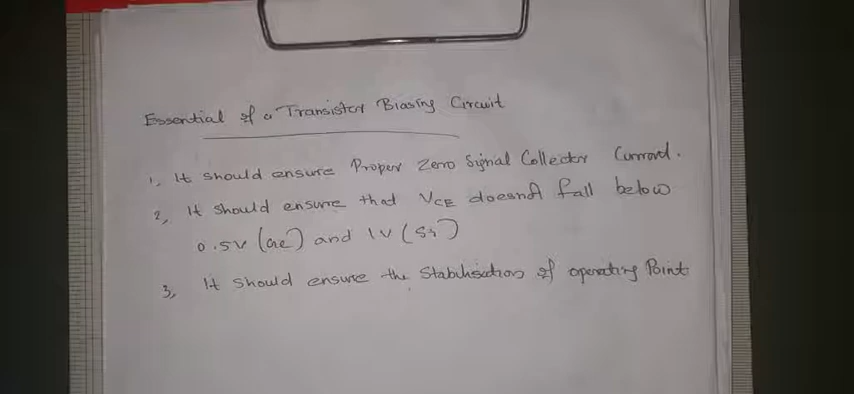 Essential of a Transistor Biasing Circuit
1, It should ensure Proper Zero Signal Collector Current.
2, It should ensure that VCE doesnot fall below
0.5V (Ge) and 1V (Si)
3, It should ensure the Stabilisation of operating Point